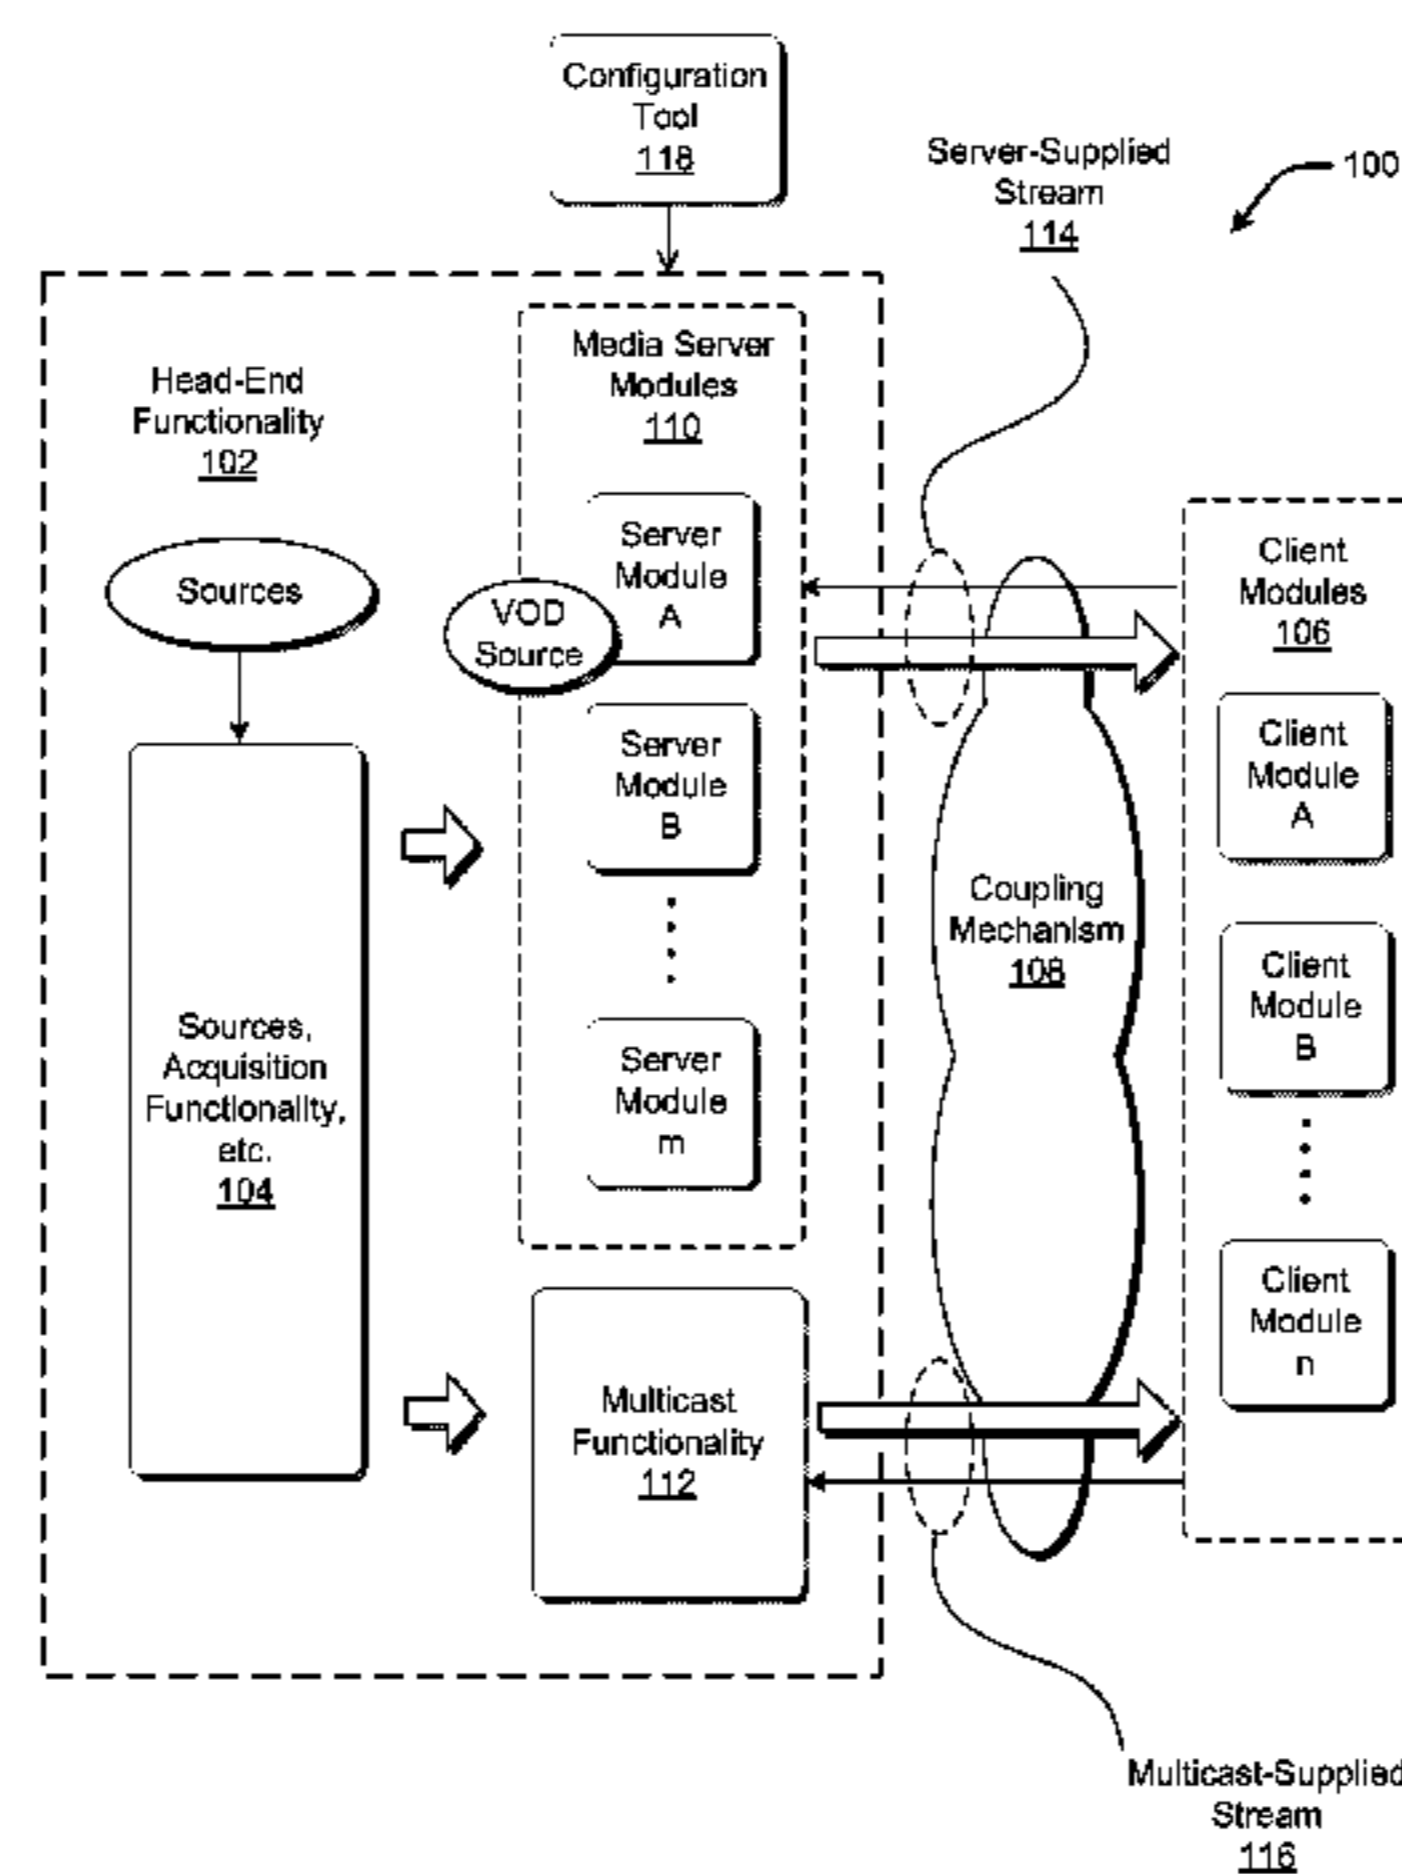 Configuration
Tool
118
Server-Supplied
Stream
114
100
Head-End
Functionality
102
Media Server
Modules
110
Sources
VOD
Source
Server
Module
A
Server
Module
B
Server
Module
m
Sources,
Acquisition
Functionality,
etc.
104
Multicast
Functionality
112
Coupling
Mechanism
108
Client
Modules
106
Client
Module
A
Client
Module
B
Client
Module
n
Multicast-Supplied
Stream
116